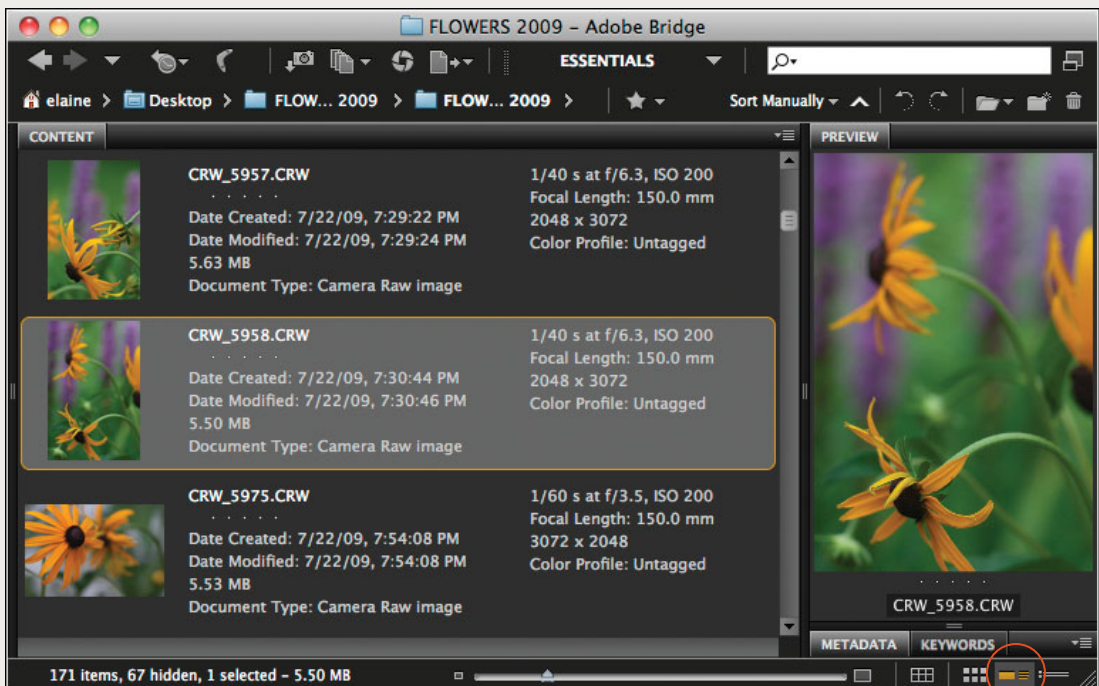 FLOWERS 2009 – Adobe Bridge
ESSENTIALS
elaine > Desktop > FLOW... 2009 > FLOW... 2009 >
Sort Manually
CONTENT
CRW_5957.CRW
Date Created: 7/22/09, 7:29:22 PM
Date Modified: 7/22/09, 7:29:24 PM
5.63 MB
Document Type: Camera Raw image
1/40 s at f/6.3, ISO 200
Focal Length: 150.0 mm
2048 x 3072
Color Profile: Untagged
CRW_5958.CRW
Date Created: 7/22/09, 7:30:44 PM
Date Modified: 7/22/09, 7:30:46 PM
5.50 MB
Document Type: Camera Raw image
1/40 s at f/6.3, ISO 200
Focal Length: 150.0 mm
2048 x 3072
Color Profile: Untagged
CRW_5975.CRW
Date Created: 7/22/09, 7:54:08 PM
Date Modified: 7/22/09, 7:54:08 PM
5.53 MB
Document Type: Camera Raw image
1/60 s at f/3.5, ISO 200
Focal Length: 150.0 mm
3072 x 2048
Color Profile: Untagged
PREVIEW
CRW_5958.CRW
METADATA
KEYWORDS
171 items, 67 hidden, 1 selected – 5.50 MB